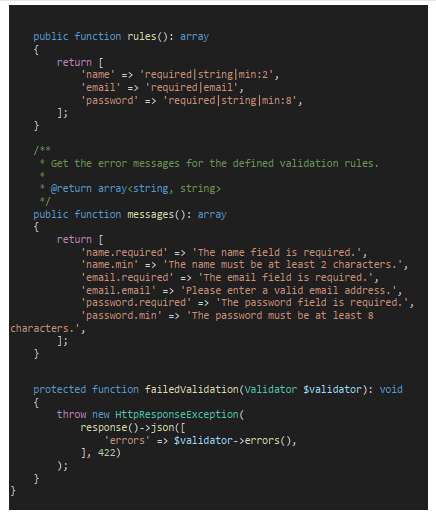 public function rules(): array
{
return [
'name' => 'required|string|min:2',
'email' => 'required|email',
'password' => 'required|string|min:8',
];
}
/**
* Get the error messages for the defined validation rules.
*
* @return array<string, string>
*/
public function messages(): array
{
return [
'name.required' => 'The name field is required.',
'name.min' => 'The name must be at least 2 characters.',
'email.required' => 'The email field is required.',
'email.email' => 'Please enter a valid email address.',
'password.required' => 'The password field is required.',
'password.min' => 'The password must be at least 8
characters.',
];
}
protected function failedValidation(Validator $validator): void
{
throw new HttpResponseException(
response()->json([
'errors' => $validator->errors(),
], 422)
);
}
}